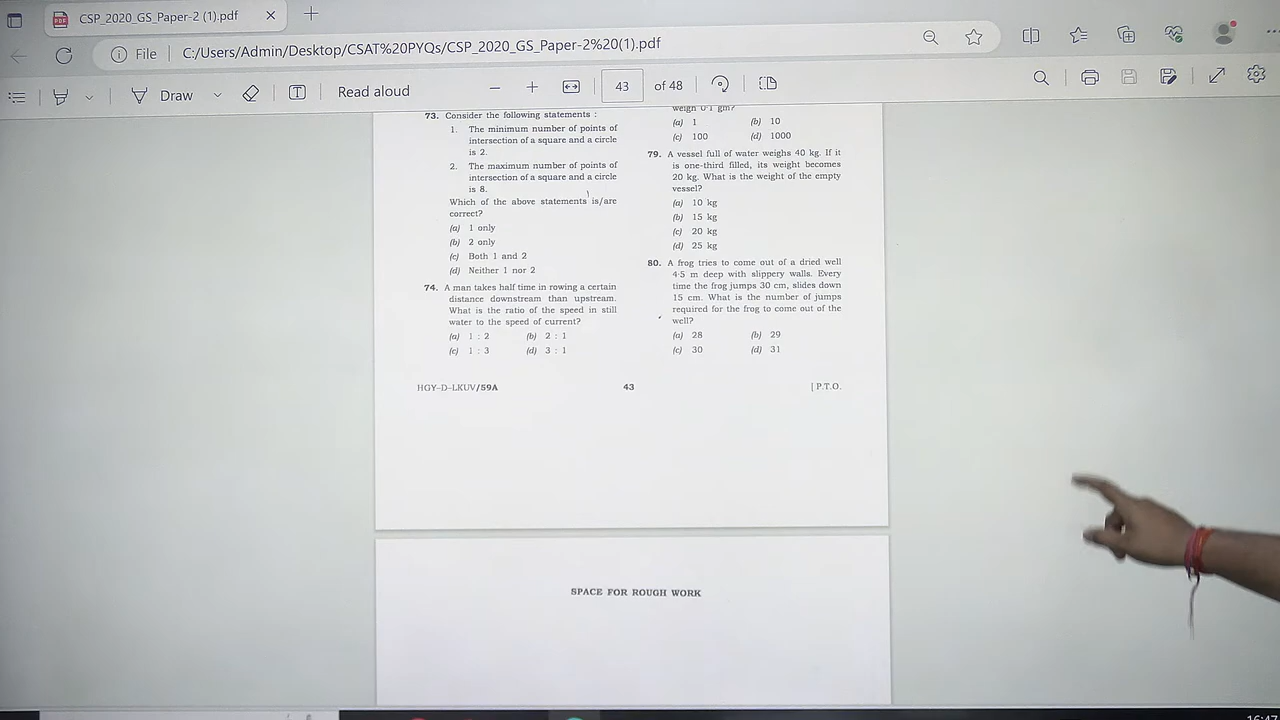 CSP_2020_GS_Paper-2 (1).pdf
File
C:/Users/Admin/Desktop/CSAT%20PYQs/CSP_2020_GS_Paper-2%20(1).pdf
Draw
Read aloud
43
of 48
73. Consider the following statements :
1. The minimum number of points of
intersection of a square and a circle
is 2.
2. The maximum number of points of
intersection of a square and a circle
is 8.
Which of the above statements is/are
correct?
(a) 1 only
(b) 2 only
(c) Both 1 and 2
(d) Neither 1 nor 2
74. A man takes half time in rowing a certain
distance downstream than upstream.
What is the ratio of the speed in still
water to the speed of current?
(a) 1 : 2 (b) 2 : 1
(c) 1 : 3 (d) 3 : 1
weigh 0·1 gm?
(a) 1 (b) 10
(c) 100 (d) 1000
79. A vessel full of water weighs 40 kg. If it
is one-third filled, its weight becomes
20 kg. What is the weight of the empty
vessel?
(a) 10 kg
(b) 15 kg
(c) 20 kg
(d) 25 kg
80. A frog tries to come out of a dried well
4·5 m deep with slippery walls. Every
time the frog jumps 30 cm, slides down
15 cm. What is the number of jumps
required for the frog to come out of the
well?
(a) 28 (b) 29
(c) 30 (d) 31
HGY-D-LKUV/59A
43
[ P.T.O.
SPACE FOR ROUGH WORK
16:47